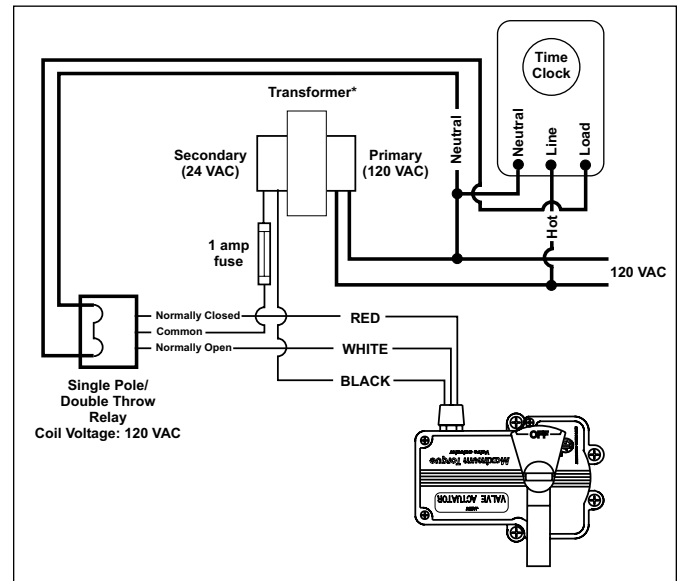 Time
Clock
Neutral
Line
Load
Transformer*
Secondary
(24 VAC)
Primary
(120 VAC)
Neutral
Hot
1 amp
fuse
120 VAC
Normally Closed
Common
Normally Open
RED
WHITE
BLACK
Single Pole/
Double Throw
Relay
Coil Voltage: 120 VAC
OFF
Maximum Torque
Valve actuator
VALVE ACTUATOR